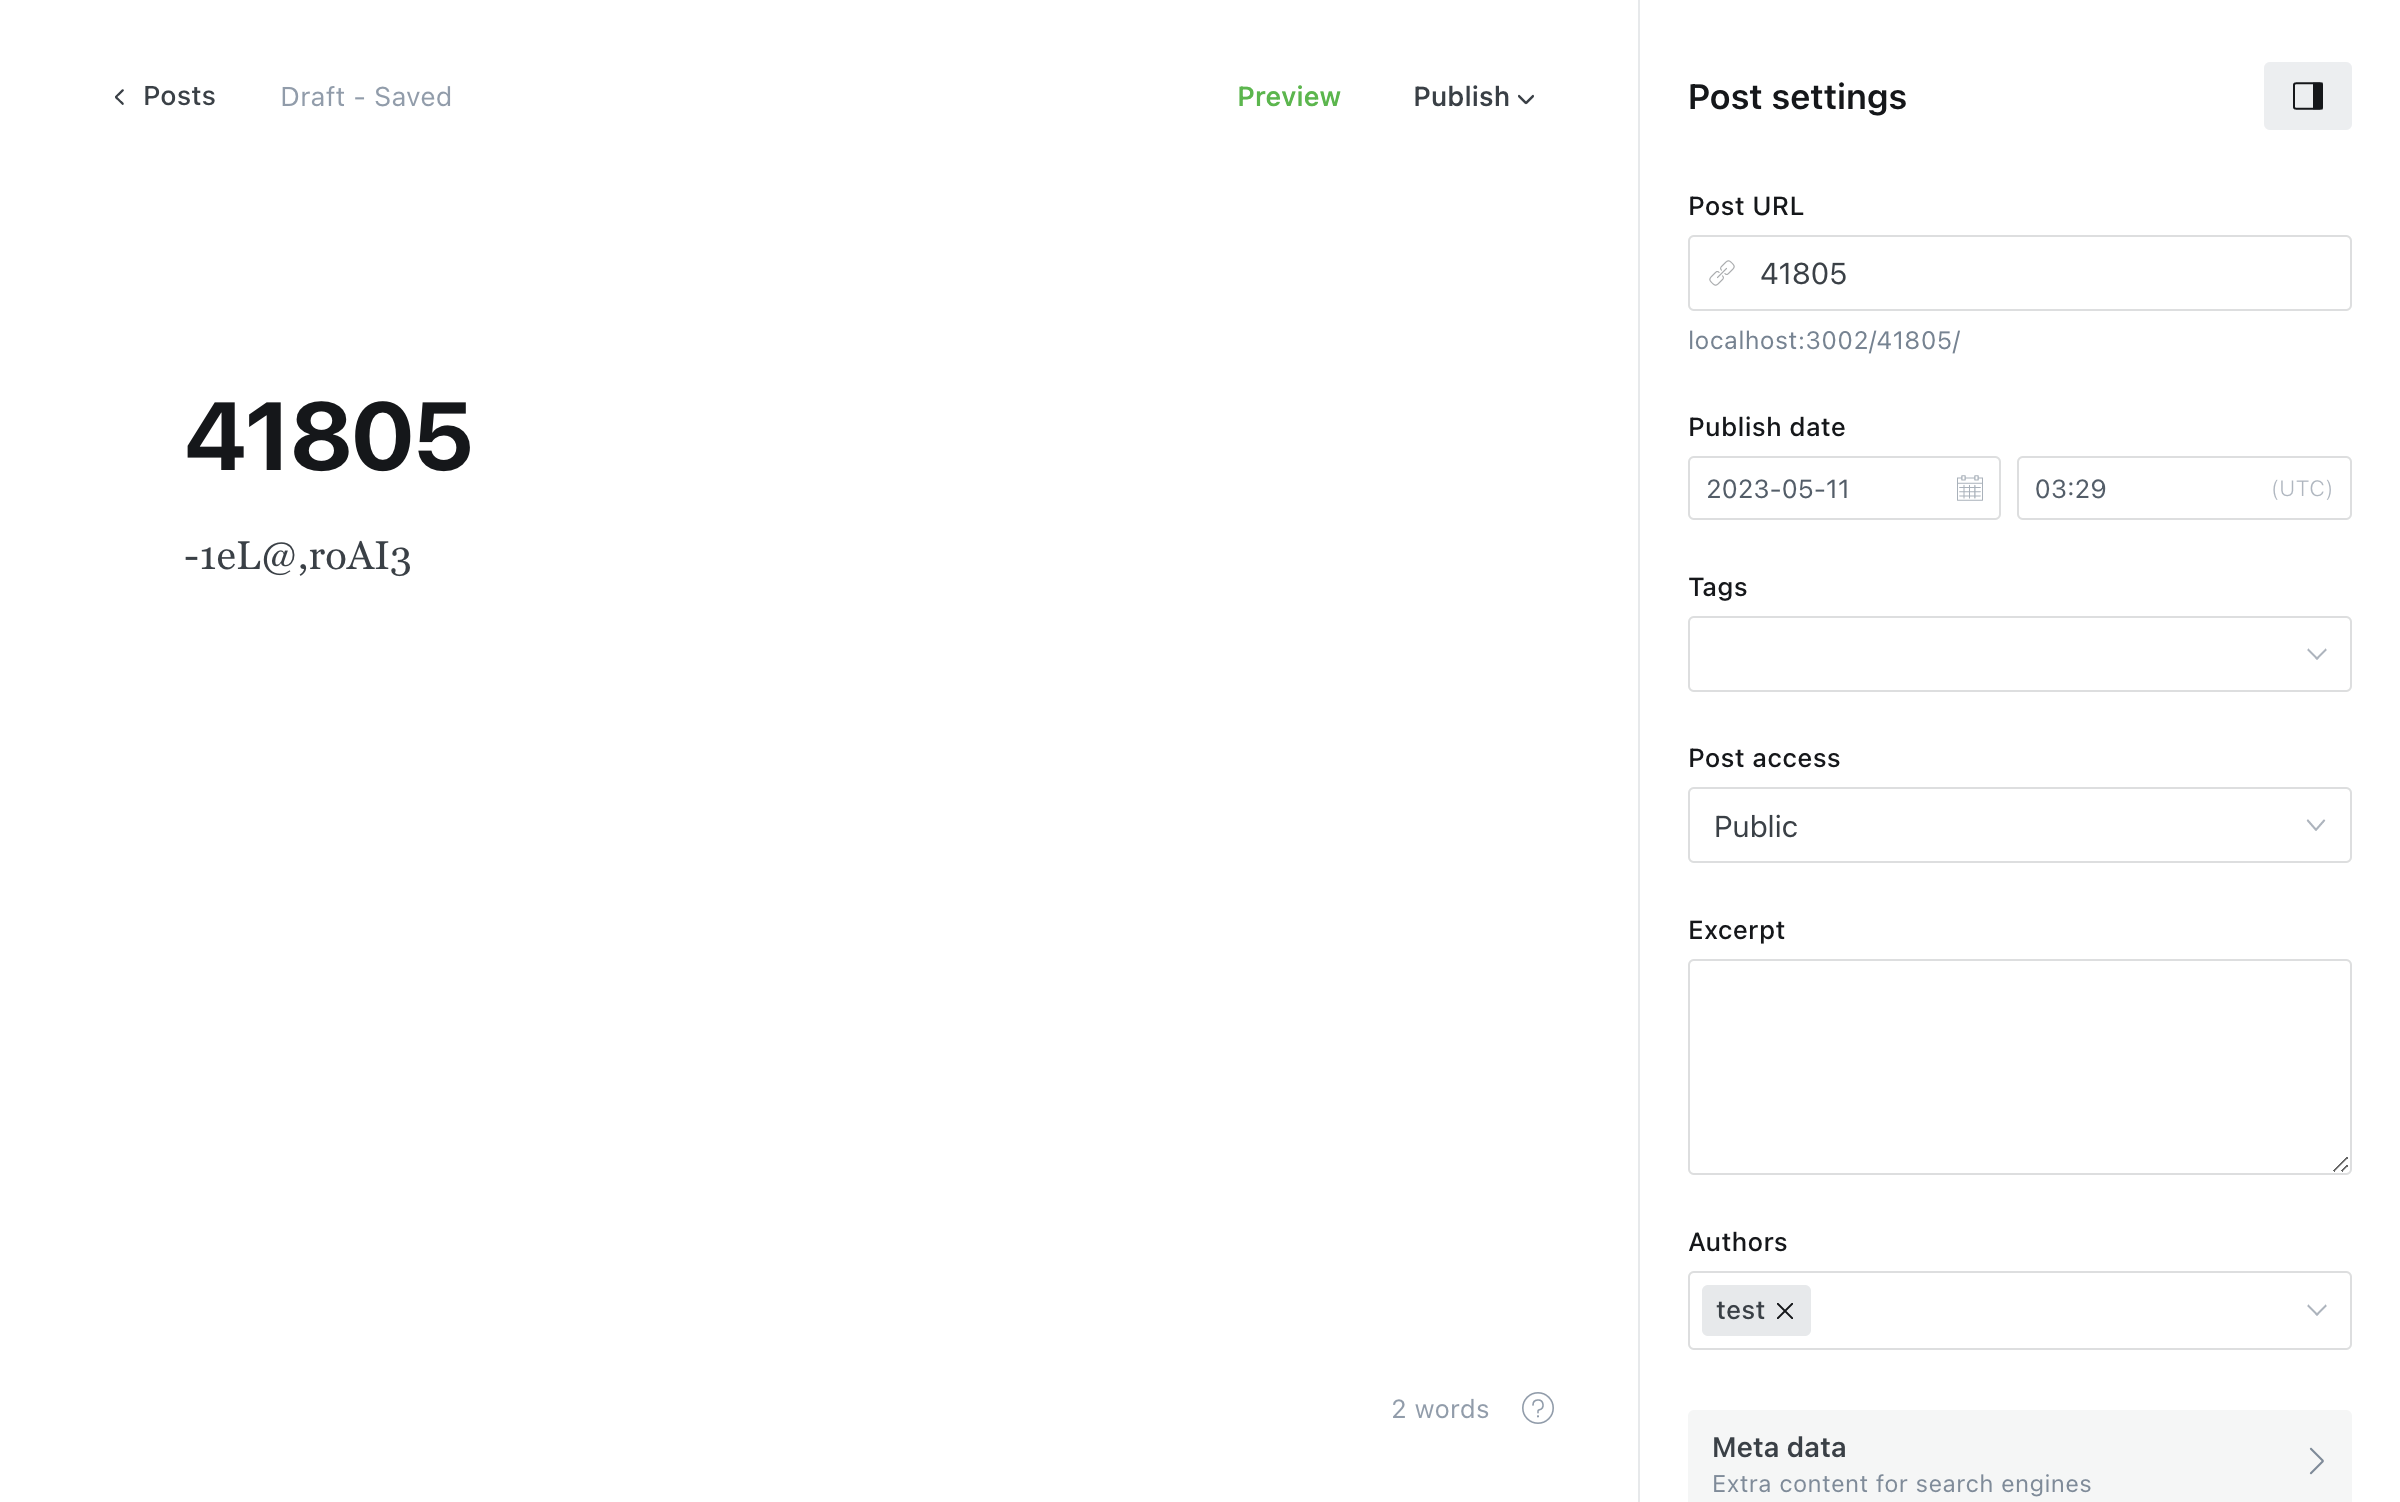 Posts
Draft - Saved
Preview
Publish
Post settings
Post URL
41805
localhost:3002/41805/
41805
-1eL@,roAI3
Publish date
2023-05-11
03:29
(UTC)
Tags
Post access
Public
Excerpt
Authors
test
2 words
?
Meta data
Extra content for search engines